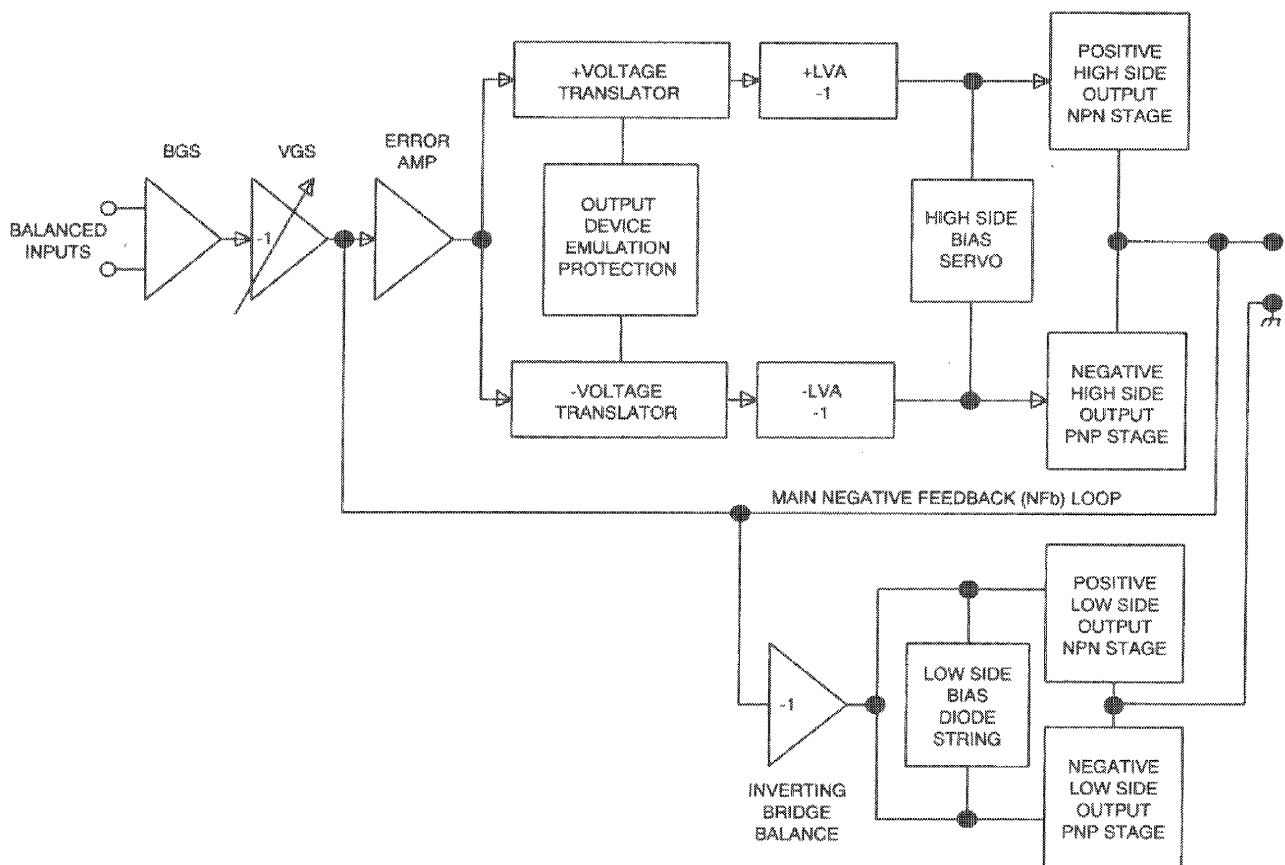 BALANCED
INPUTS
BGS
VGS
-1
ERROR
AMP
+VOLTAGE
TRANSLATOR
+LVA
-1
POSITIVE
HIGH SIDE
OUTPUT
NPN STAGE
OUTPUT
DEVICE
EMULATION
PROTECTION
HIGH SIDE
BIAS
SERVO
-VOLTAGE
TRANSLATOR
-LVA
-1
NEGATIVE
HIGH SIDE
OUTPUT
PNP STAGE
MAIN NEGATIVE FEEDBACK (NFb) LOOP
-1
INVERTING
BRIDGE
BALANCE
LOW SIDE
BIAS
DIODE
STRING
POSITIVE
LOW SIDE
OUTPUT
NPN STAGE
NEGATIVE
LOW SIDE
OUTPUT
PNP STAGE